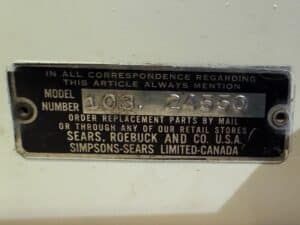 IN ALL CORRESPONDENCE REGARDING
THIS ARTICLE ALWAYS MENTION
MODEL
NUMBER 103. 24550
ORDER REPLACEMENT PARTS BY MAIL
OR THROUGH ANY OF OUR RETAIL STORES
SEARS, ROEBUCK AND CO. U.S.A.
SIMPSONS-SEARS LIMITED-CANADA